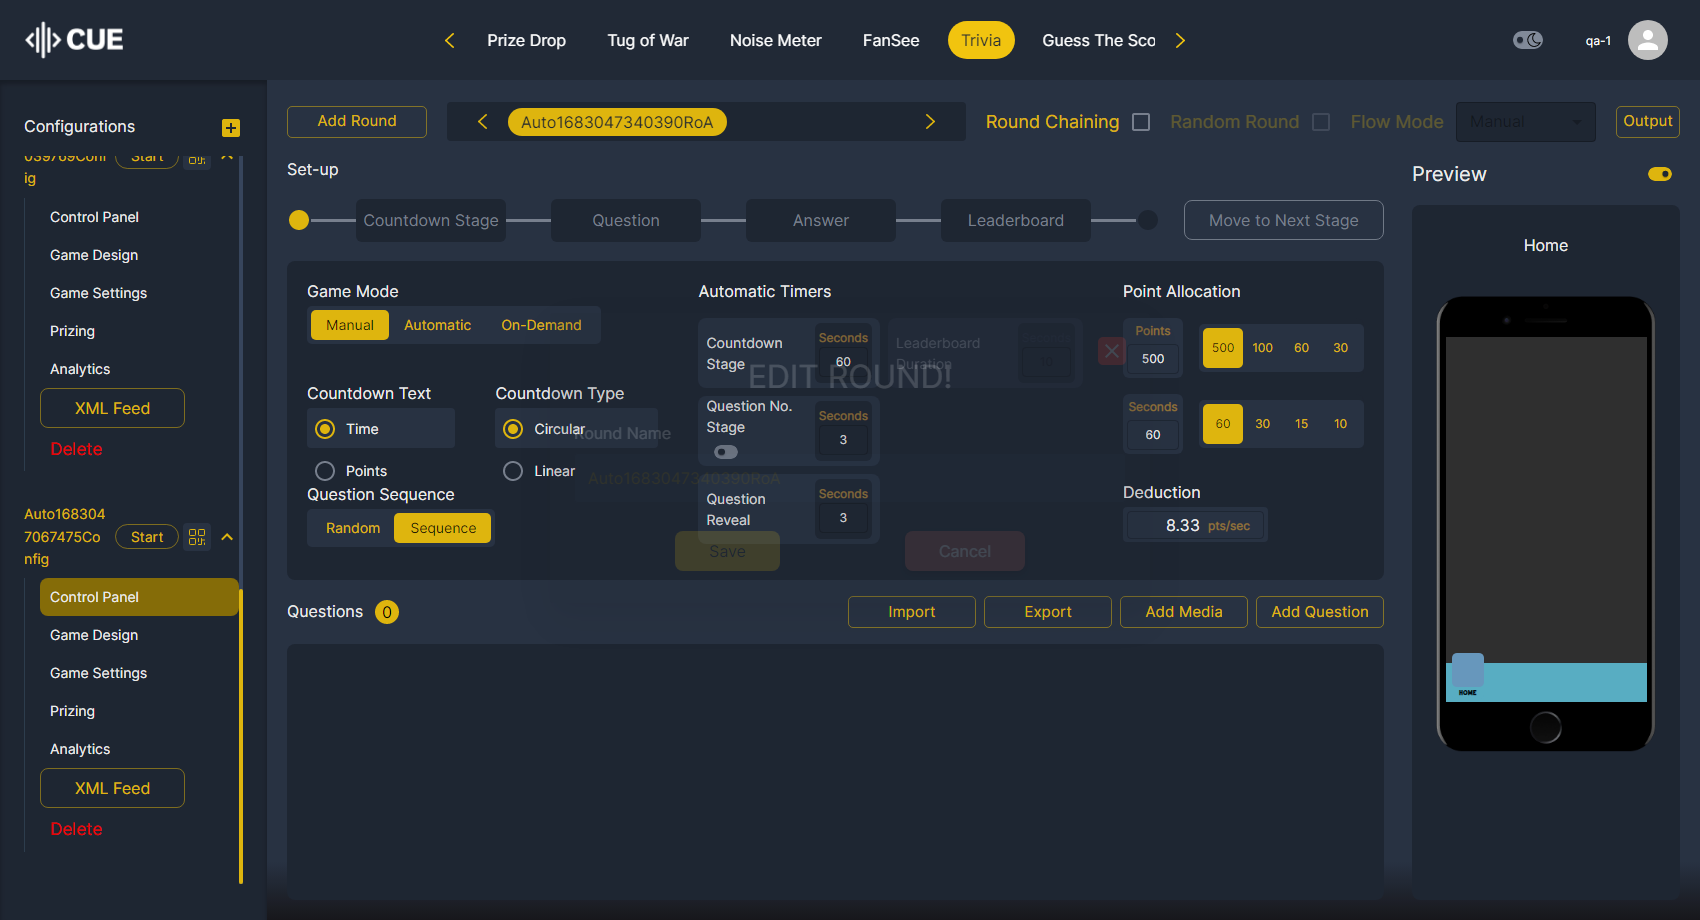 CUE
Prize Drop
Tug of War
Noise Meter
FanSee
Trivia
Guess The Sco
qa-1
Configurations
039769Conf
ig
Start
Control Panel
Game Design
Game Settings
Prizing
Analytics
XML Feed
Delete
Auto168304
7067475Co
nfig
Start
Control Panel
Game Design
Game Settings
Prizing
Analytics
XML Feed
Delete
Add Round
Auto1683047340390RoA
Round Chaining
Random Round
Flow Mode
Manual
Output
Set-up
Countdown Stage
Question
Answer
Leaderboard
Move to Next Stage
Game Mode
Manual
Automatic
On-Demand
Countdown Text
Time
Points
Countdown Type
Circular
Linear
Question Sequence
Random
Sequence
Automatic Timers
Countdown
Stage
Seconds
60
Leaderboard
Duration
Question No.
Stage
Seconds
3
Question
Reveal
Seconds
3
Point Allocation
Points
500
500
100
60
30
Seconds
60
60
30
15
10
Deduction
8.33 pts/sec
EDIT ROUND!
Round Name
Auto1683047340390RoA
Save
Cancel
Questions
0
Import
Export
Add Media
Add Question
Preview
Home
HOME